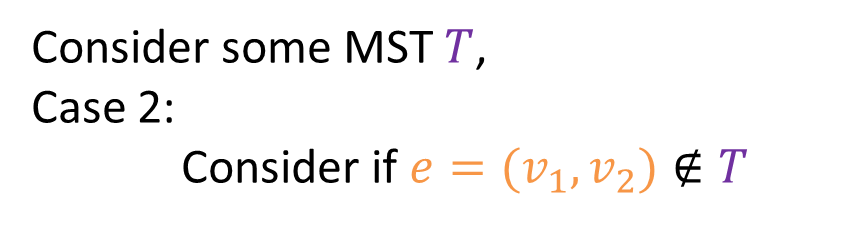 Consider some MST 𝑇,
Case 2:
Consider if 𝑒 = (𝑣₁, 𝑣₂) ∉ 𝑇